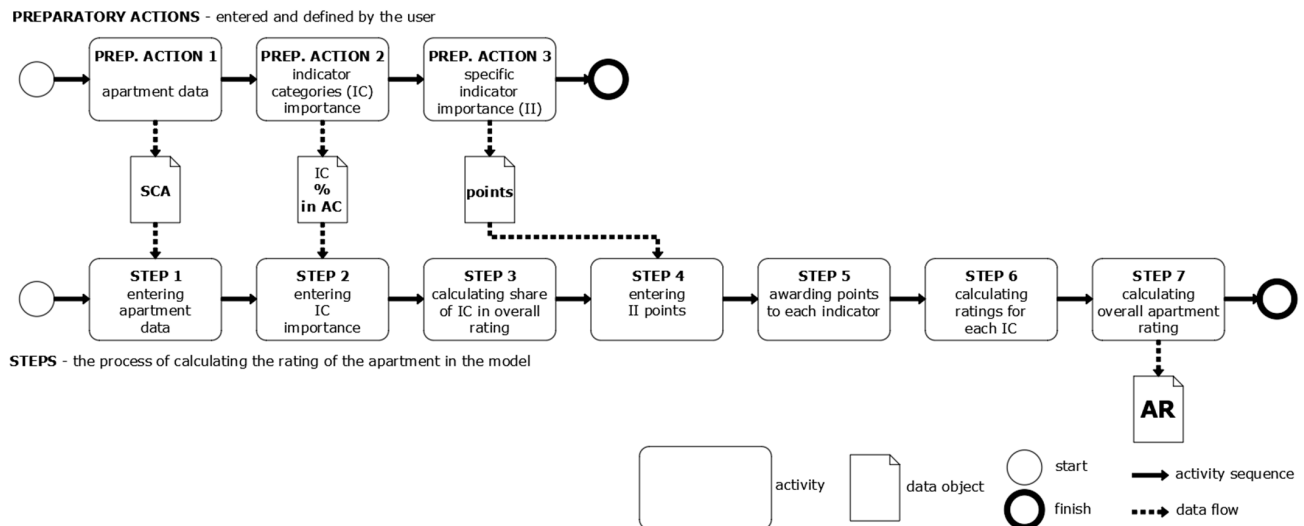 PREPARATORY ACTIONS - entered and defined by the user
PREP. ACTION 1
apartment data
PREP. ACTION 2
indicator
categories (IC)
importance
PREP. ACTION 3
specific
indicator
importance (II)
SCA
IC
%
in AC
points
STEP 1
entering
apartment
data
STEP 2
entering
IC
importance
STEP 3
calculating share
of IC in overall
rating
STEP 4
entering
II points
STEP 5
awarding points
to each indicator
STEP 6
calculating
ratings for
each IC
STEP 7
calculating
overall apartment
rating
STEPS - the process of calculating the rating of the apartment in the model
AR
activity
data object
start
finish
activity sequence
data flow